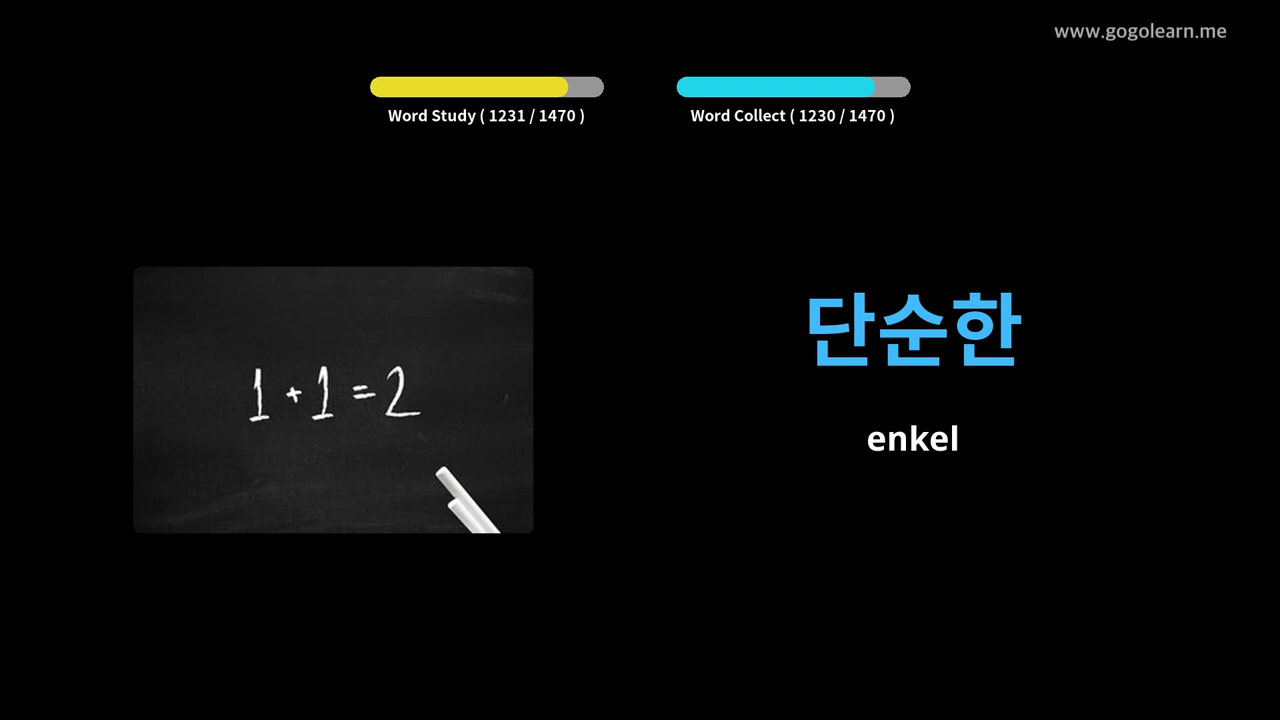 www.gogolearn.me
Word Study ( 1231 / 1470 )
Word Collect ( 1230 / 1470 )
1 + 1 = 2
단순한
enkel